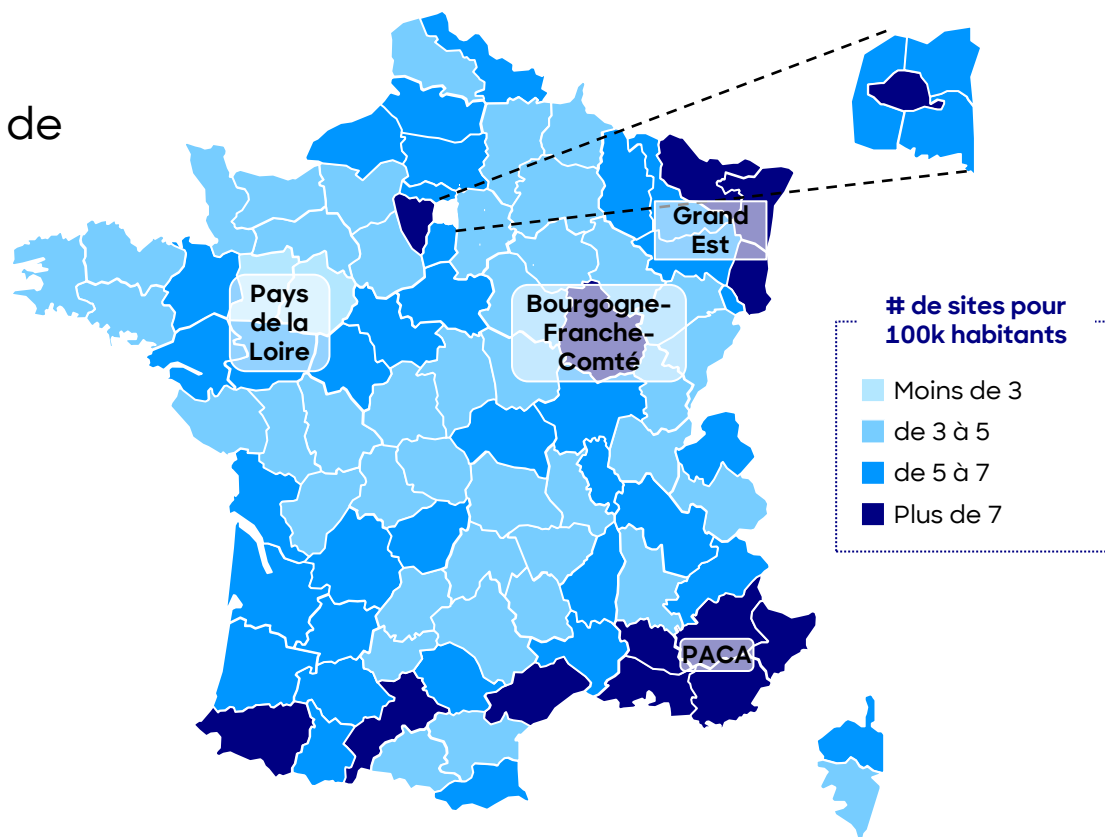 de
Grand
Est
Pays
de la
Loire
Bourgogne-
Franche-
Comté
PACA
# de sites pour
100k habitants
Moins de 3
de 3 à 5
de 5 à 7
Plus de 7